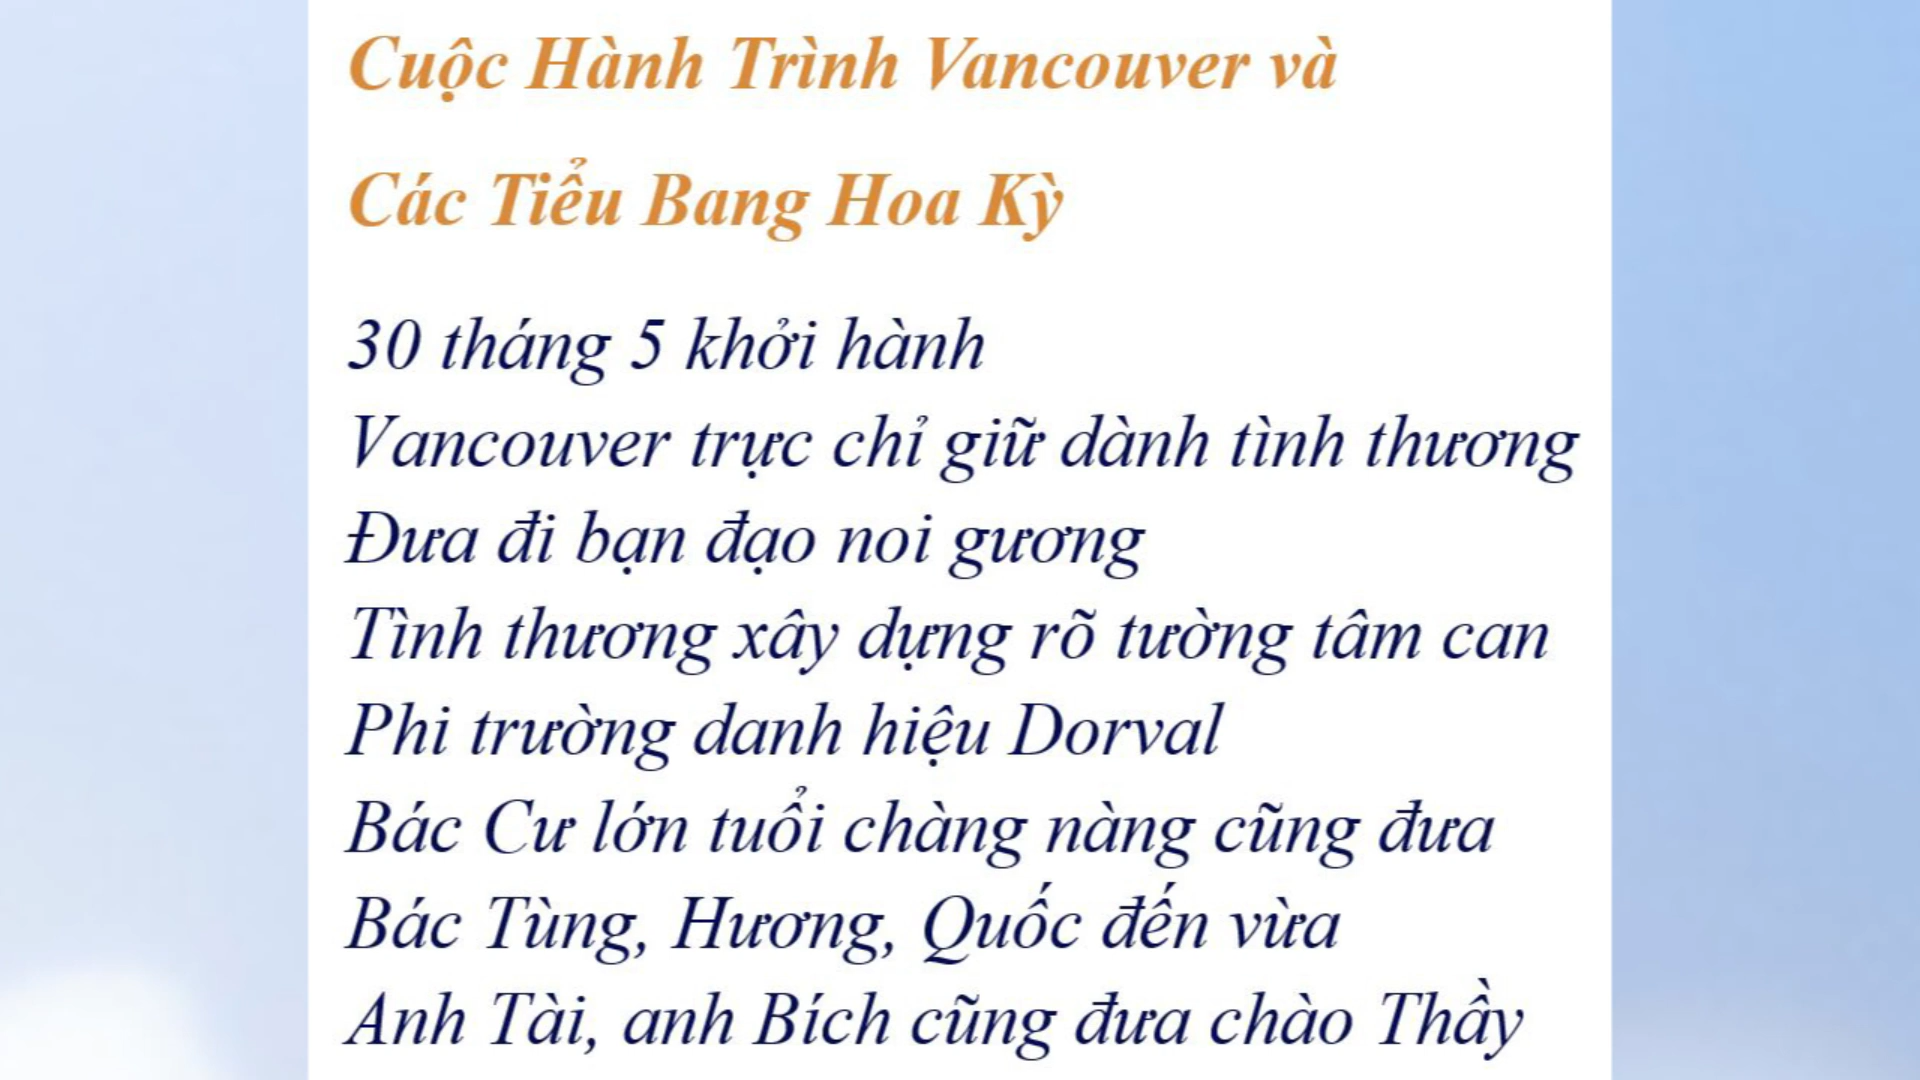 Cuộc Hành Trình Vancouver và
Các Tiểu Bang Hoa Kỳ
30 tháng 5 khởi hành
Vancouver trực chỉ giữ dành tình thương
Đưa đi bạn đạo noi gương
Tình thương xây dựng rõ tường tâm can
Phi trường danh hiệu Dorval
Bác Cư lớn tuổi chàng nàng cũng đưa
Bác Tùng, Hương, Quốc đến vừa
Anh Tài, anh Bích cũng đưa chào Thầy